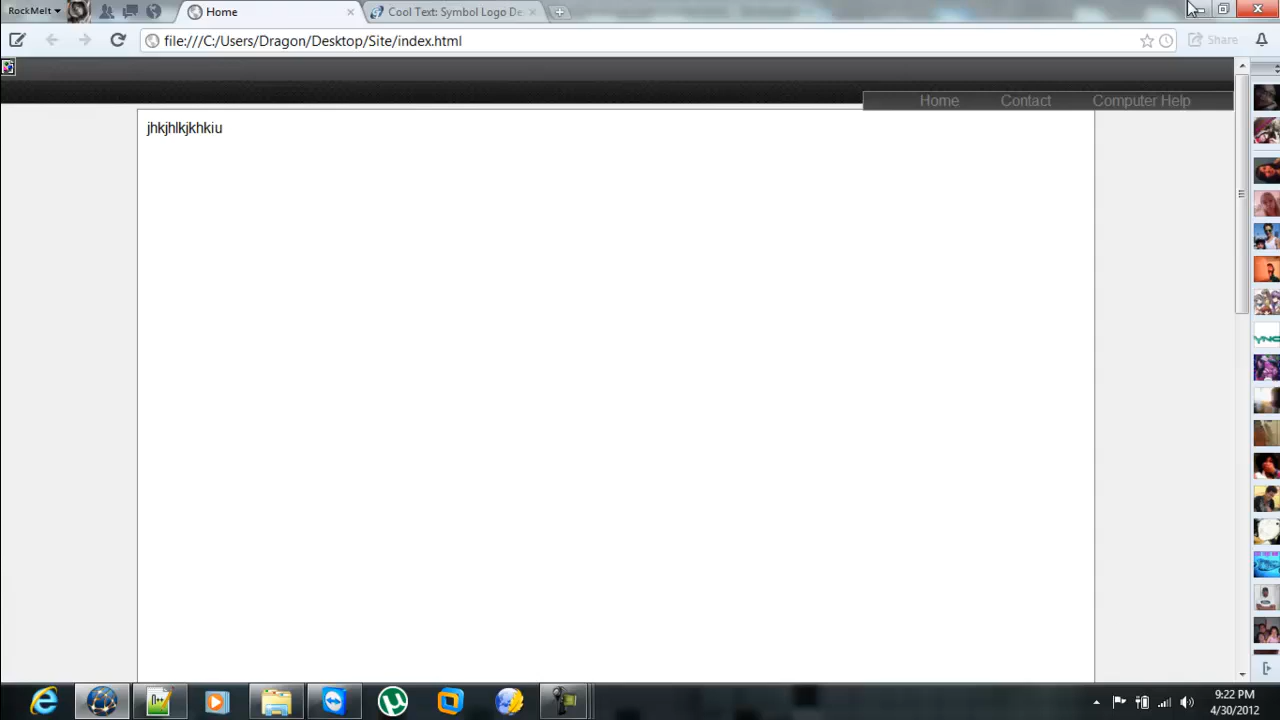 RockMelt
Home
Cool Text: Symbol Logo De
file:///C:/Users/Dragon/Desktop/Site/index.html
Share
Home
Contact
Computer Help
jhkjhlkjkhkiu
9:22 PM
4/30/2012